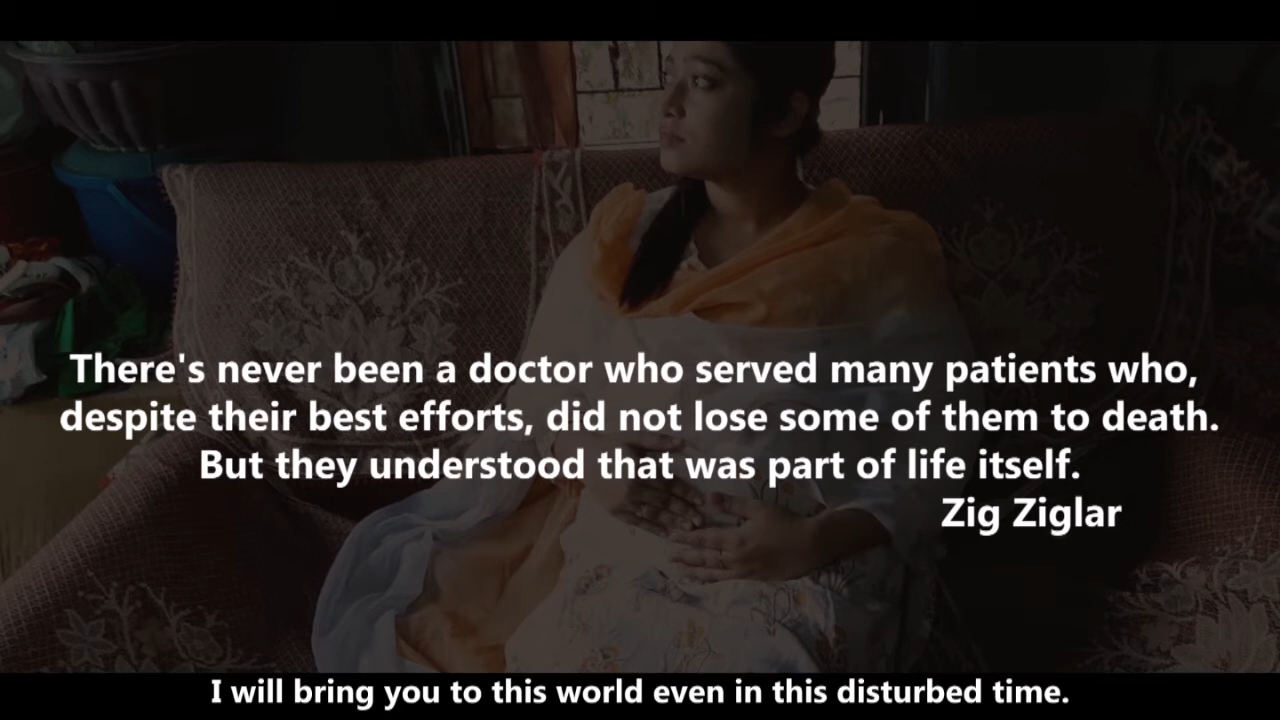 There's never been a doctor who served many patients who,
despite their best efforts, did not lose some of them to death.
But they understood that was part of life itself.
Zig Ziglar
I will bring you to this world even in this disturbed time.